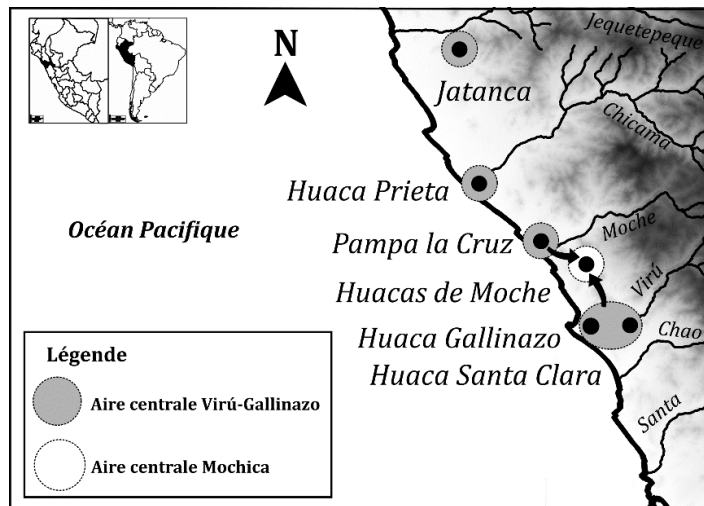 N
Jequetepeque
Jatanca
Chicama
Huaca Prieta
Océan Pacifique
Pampa la Cruz
Moche
Huacas de Moche
Virú
Huaca Gallinazo
Chao
Huaca Santa Clara
Santa
Légende
Aire centrale Virú-Gallinazo
Aire centrale Mochica